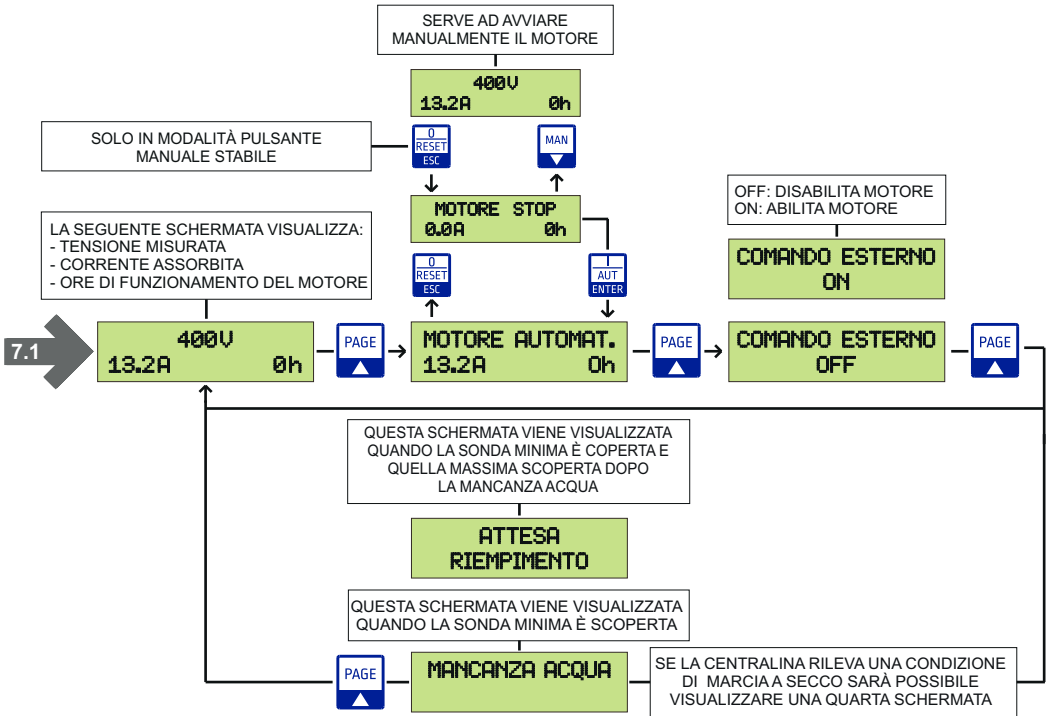 SERVE AD AVVIARE
MANUALMENTE IL MOTORE
400V
13.2A 0h
SOLO IN MODALITÀ PULSANTE
MANUALE STABILE
0
RESET
ESC
MAN
MOTORE STOP
0.0A 0h
OFF: DISABILITA MOTORE
ON: ABILITA MOTORE
LA SEGUENTE SCHERMATA VISUALIZZA:
- TENSIONE MISURATA
- CORRENTE ASSORBITA
- ORE DI FUNZIONAMENTO DEL MOTORE
0
RESET
ESC
I
AUT
ENTER
COMANDO ESTERNO
ON
7.1
400V
13.2A 0h
PAGE
MOTORE AUTOMAT.
13.2A 0h
PAGE
COMANDO ESTERNO
OFF
PAGE
QUESTA SCHERMATA VIENE VISUALIZZATA
QUANDO LA SONDA MINIMA È COPERTA E
QUELLA MASSIMA SCOPERTA DOPO
LA MANCANZA ACQUA
ATTESA
RIEMPIMENTO
QUESTA SCHERMATA VIENE VISUALIZZATA
QUANDO LA SONDA MINIMA È SCOPERTA
PAGE
MANCANZA ACQUA
SE LA CENTRALINA RILEVA UNA CONDIZIONE
DI MARCIA A SECCO SARÀ POSSIBILE
VISUALIZZARE UNA QUARTA SCHERMATA